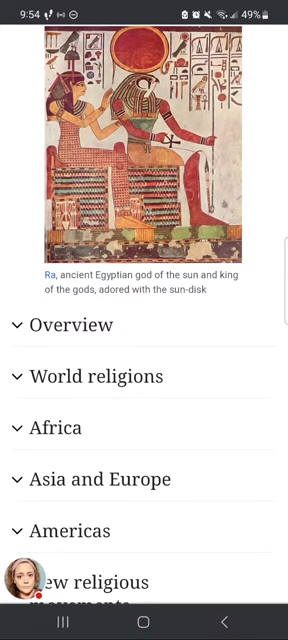 9:54
49%
Ra, ancient Egyptian god of the sun and king
of the gods, adored with the sun-disk
Overview
World religions
Africa
Asia and Europe
Americas
ew religious